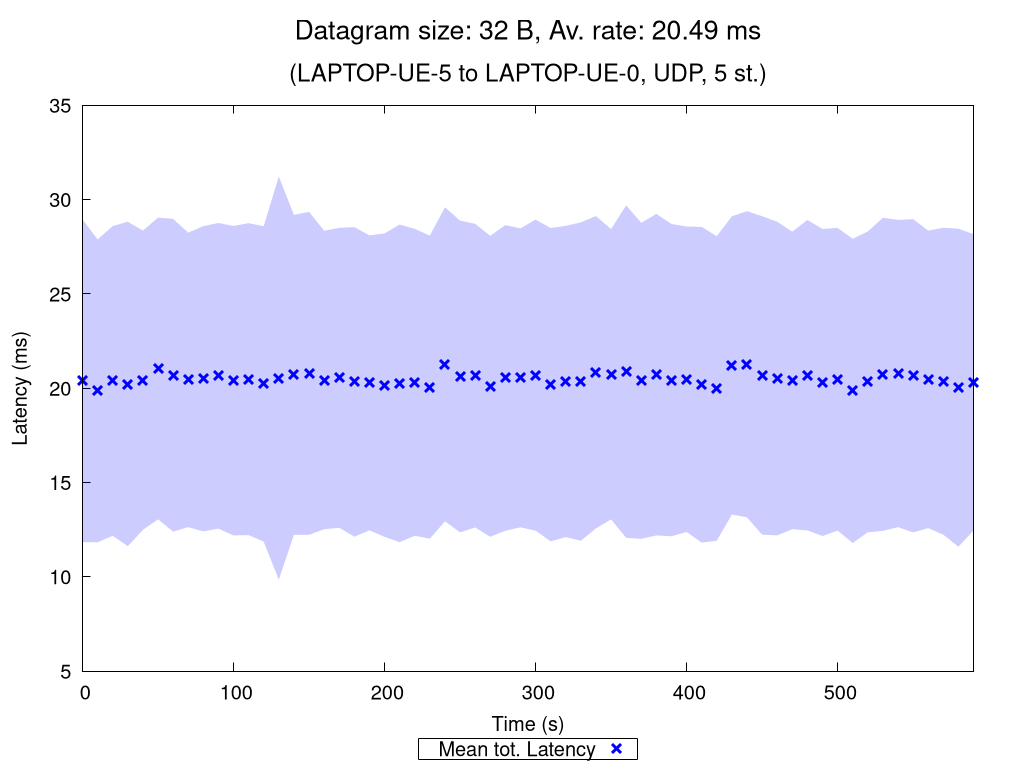 Datagram size: 32 B, Av. rate: 20.49 ms
(LAPTOP-UE-5 to LAPTOP-UE-0, UDP, 5 st.)
35
30
25
20
15
10
5
Latency (ms)
0 100 200 300 400 500
Time (s)
Mean tot. Latency